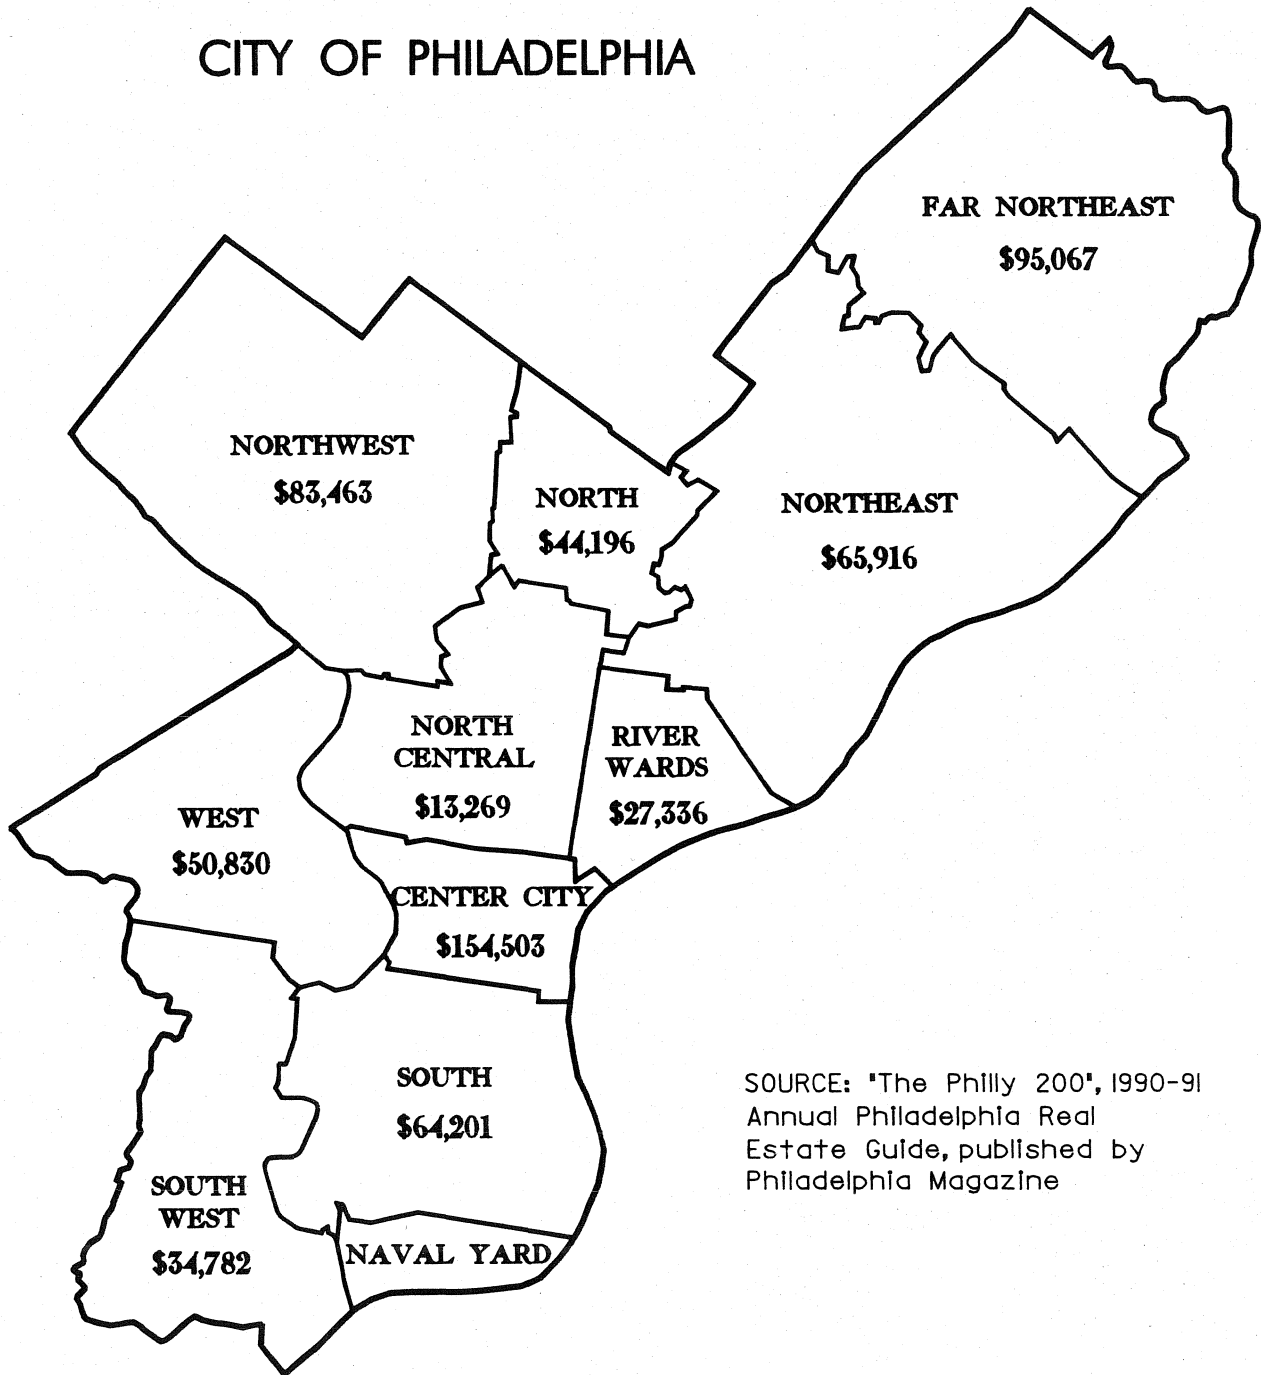 CITY OF PHILADELPHIA
FAR NORTHEAST
$95,067
NORTHWEST
$83,463
NORTH
$44,196
NORTHEAST
$65,916
NORTH
CENTRAL
$13,269
RIVER
WARDS
$27,336
WEST
$50,830
CENTER CITY
$154,503
SOUTH
$64,201
SOUTH
WEST
$34,782
NAVAL YARD
SOURCE: "The Philly 200", 1990-91
Annual Philadelphia Real
Estate Guide, published by
Philadelphia Magazine